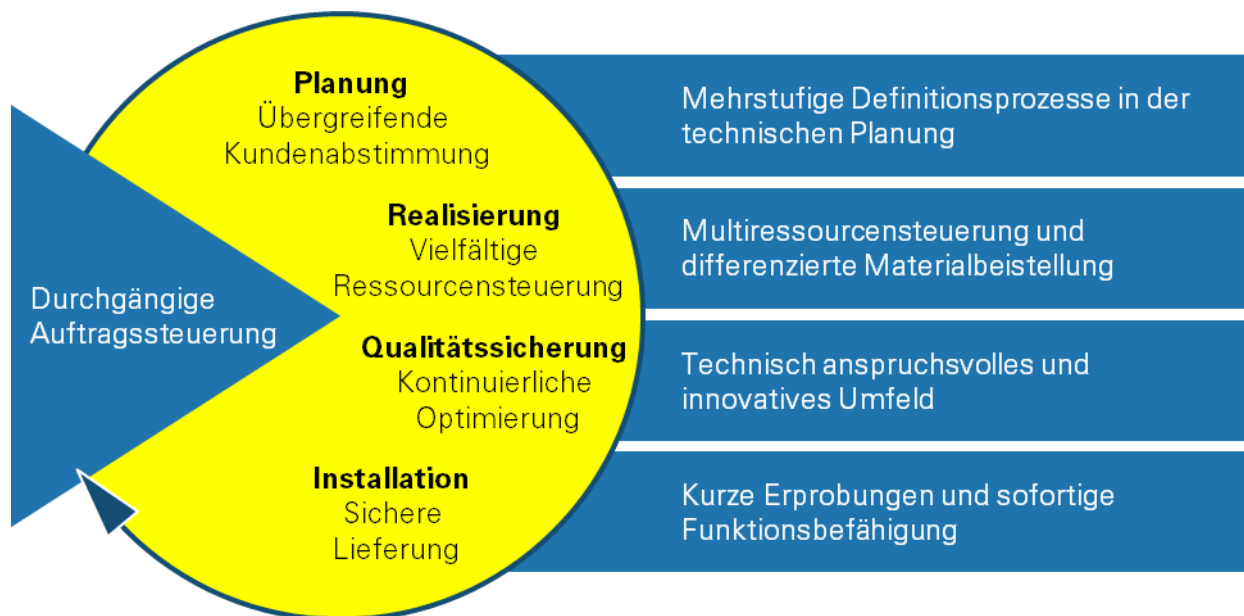 Planung
Übergreifende
Kundenabstimmung
Realisierung
Vielfältige
Ressourcensteuerung
Qualitätssicherung
Kontinuierliche
Optimierung
Installation
Sichere
Lieferung
Durchgängige
Auftragssteuerung
Mehrstufige Definitionsprozesse in der
technischen Planung
Multiressourcensteuerung und
differenzierte Materialbeistellung
Technisch anspruchsvolles und
innovatives Umfeld
Kurze Erprobungen und sofortige
Funktionsbefähigung